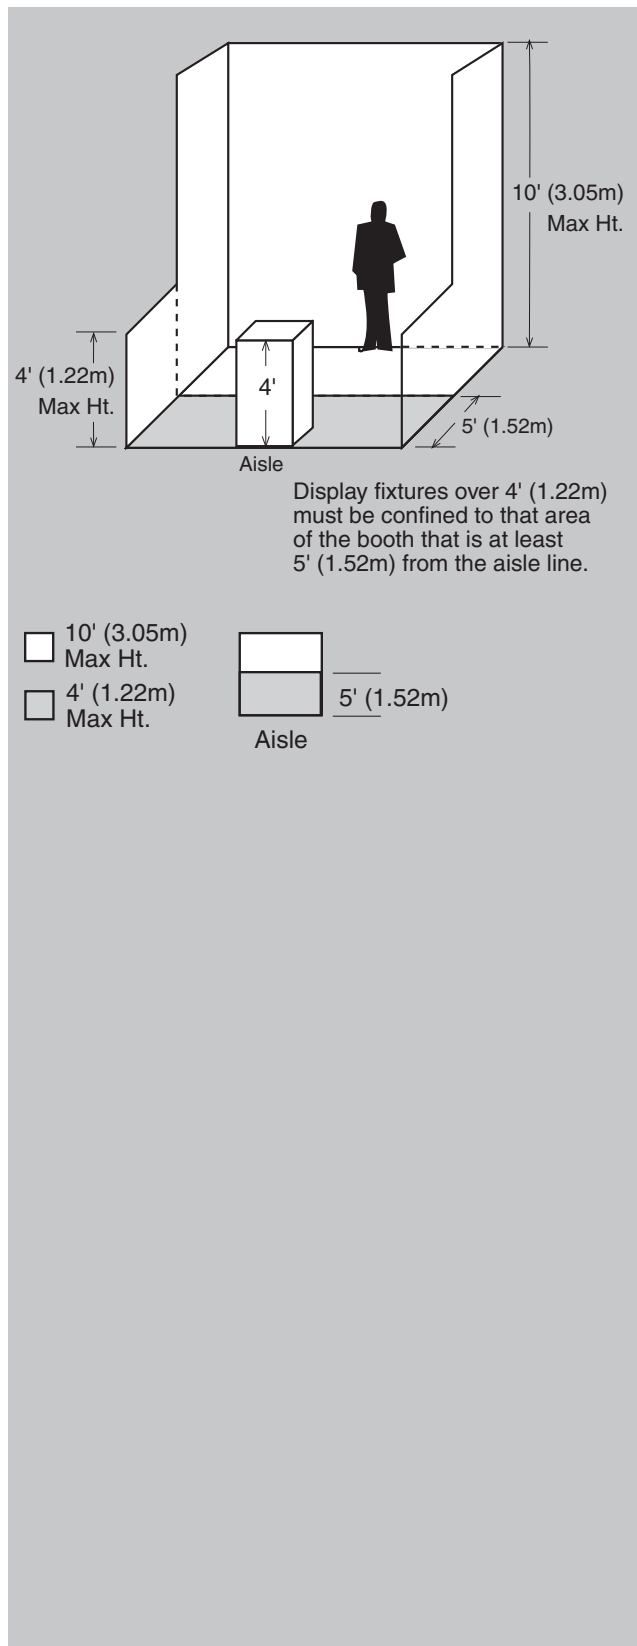 10' (3.05m)
Max Ht.
4' (1.22m)
Max Ht.
4'
5' (1.52m)
Aisle
Display fixtures over 4' (1.22m)
must be confined to that area
of the booth that is at least
5' (1.52m) from the aisle line.
10' (3.05m)
Max Ht.
4' (1.22m)
Max Ht.
5' (1.52m)
Aisle